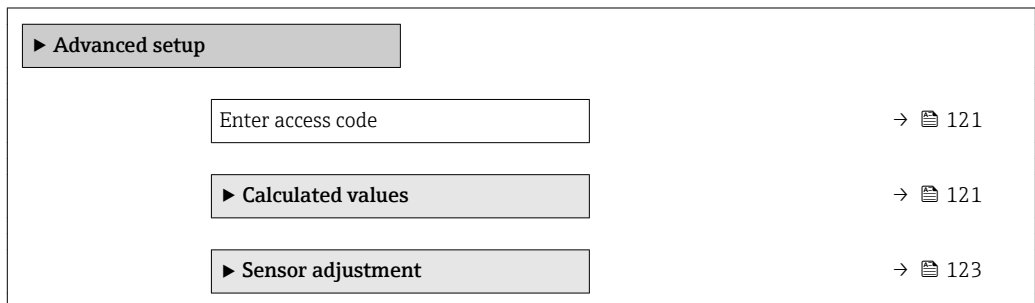 ▶ Advanced setup
Enter access code → 121
▶ Calculated values → 121
▶ Sensor adjustment → 123